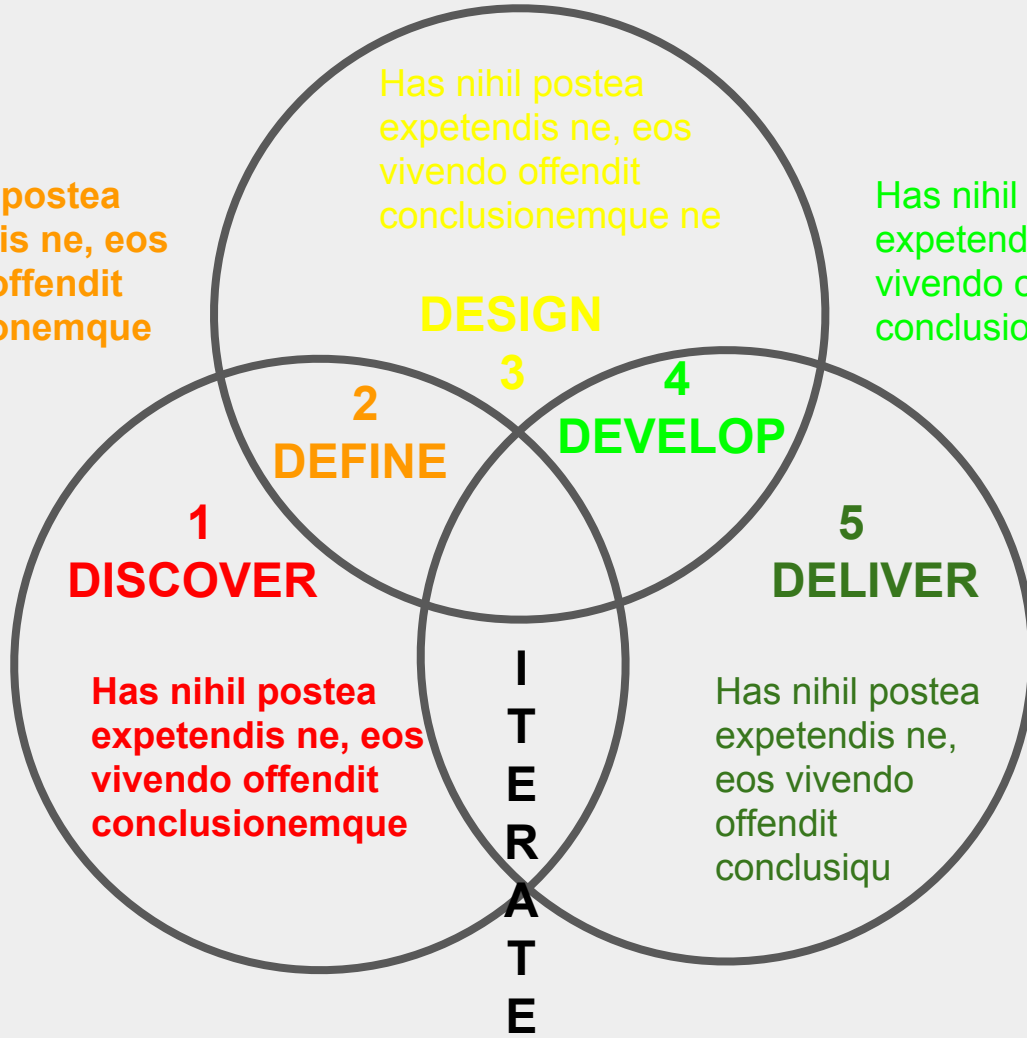 Has nihil postea
expetendis ne, eos
vivendo offendit
conclusionemque ne
postea
is ne, eos
offendit
onemque
Has nihil
expetend
vivendo
conclusio
DESIGN
3
2
DEFINE
4
DEVELOP
1
DISCOVER
5
DELIVER
Has nihil postea
expetendis ne, eos
vivendo offendit
conclusionemque
I
T
E
R
A
T
E
Has nihil postea
expetendis ne,
eos vivendo
offendit
conclusiqu